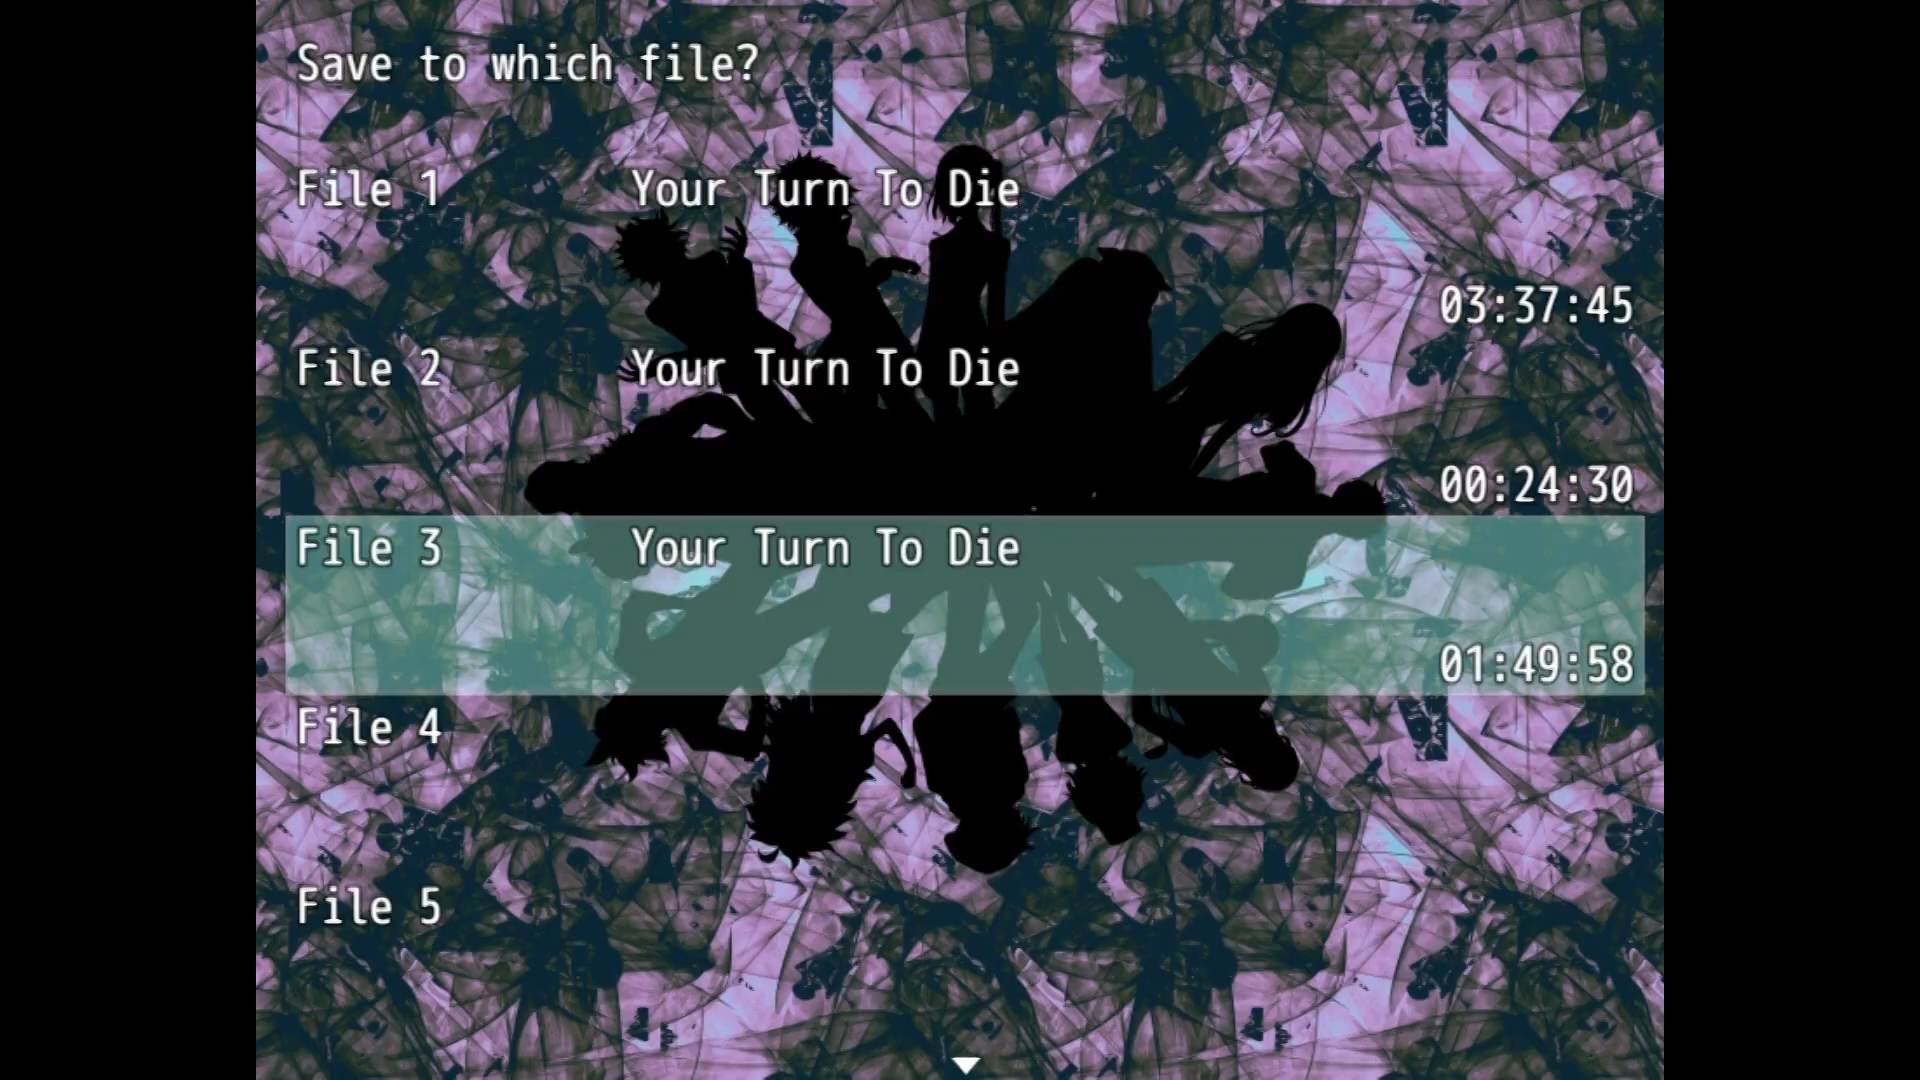 Save to which file?
File 1 Your Turn To Die
03:37:45
File 2 Your Turn To Die
00:24:30
File 3 Your Turn To Die
01:49:58
File 4
File 5